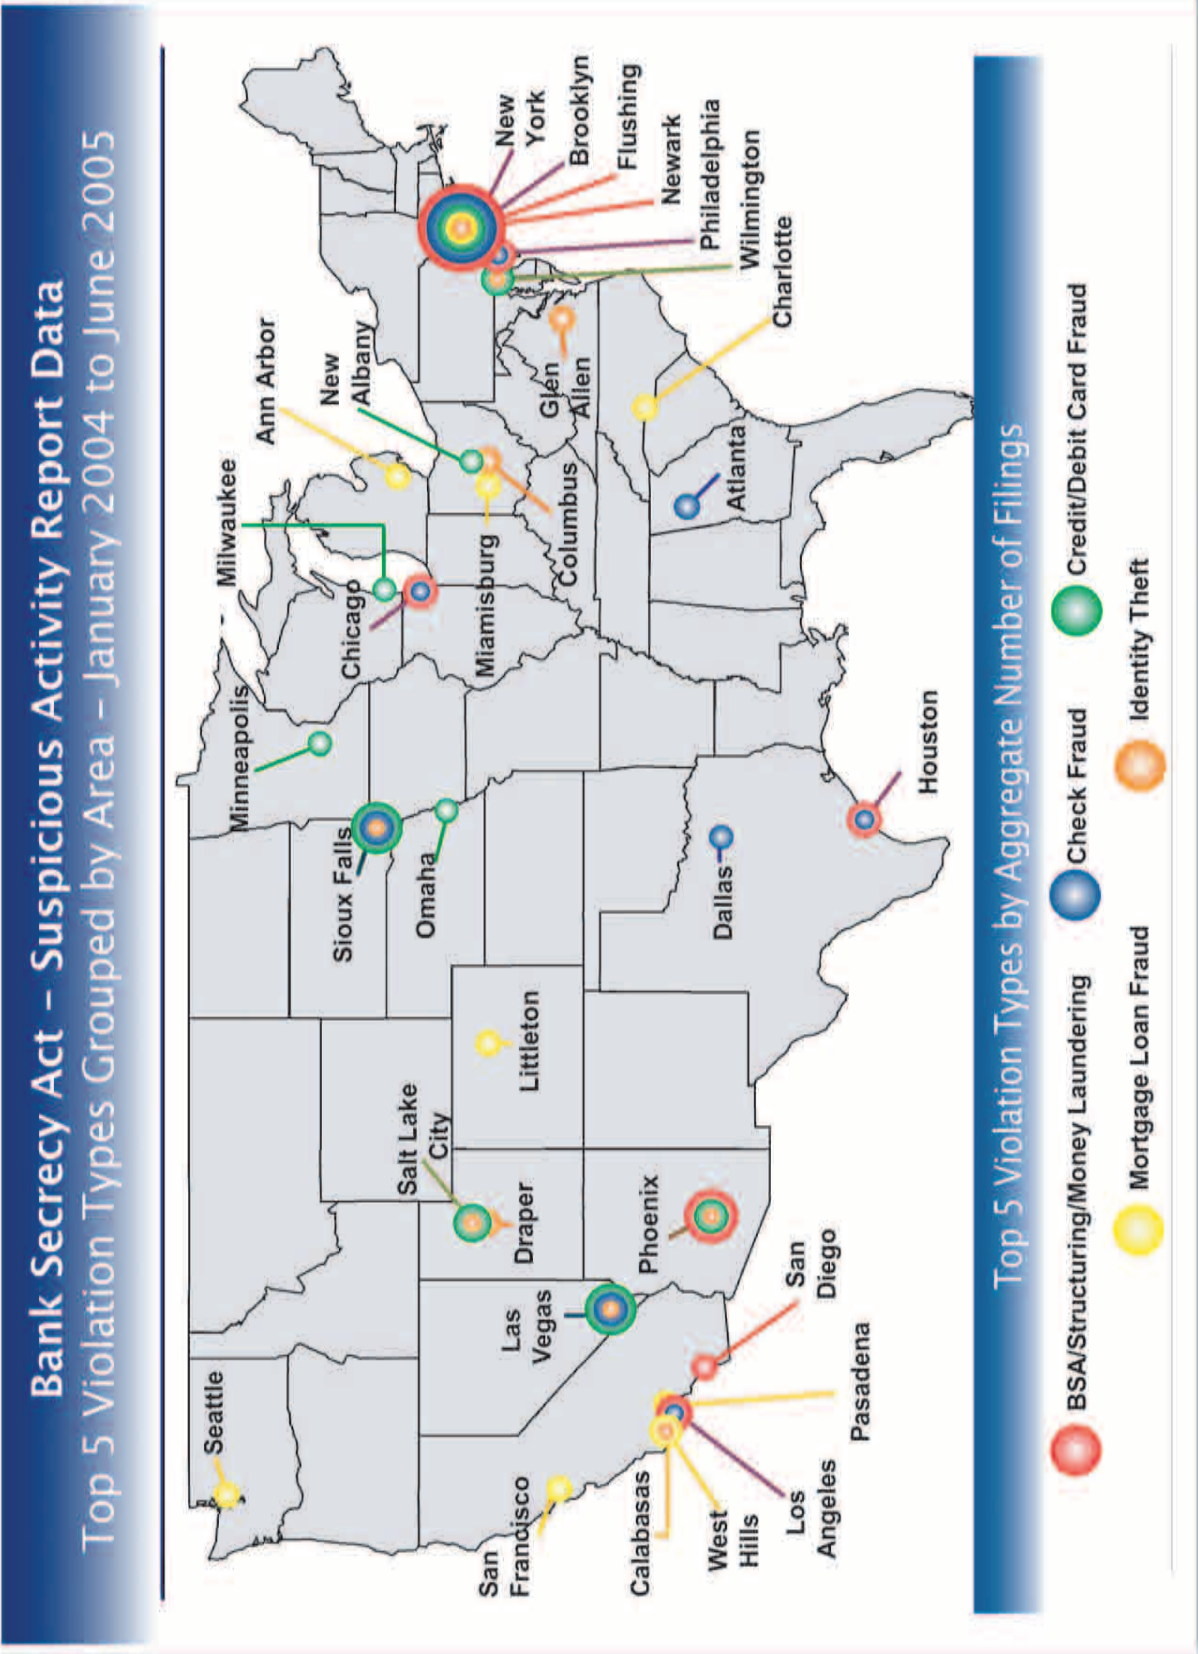 Bank Secrecy Act – Suspicious Activity Report Data
Top 5 Violation Types Grouped by Area – January 2004 to June 2005
Seattle
San
Francisco
Calabasas
West
Hills
Los
Angeles
Pasadena
San
Diego
Las
Vegas
Phoenix
Draper
Salt Lake
City
Littleton
Sioux Falls
Omaha
Minneapolis
Dallas
Houston
Milwaukee
Chicago
Ann Arbor
New
Albany
Miamisburg
Columbus
Glen
Allen
Atlanta
Charlotte
Wilmington
Philadelphia
Newark
Flushing
Brooklyn
New
York
Top 5 Violation Types by Aggregate Number of Filings
BSA/Structuring/Money Laundering
Check Fraud
Credit/Debit Card Fraud
Mortgage Loan Fraud
Identity Theft